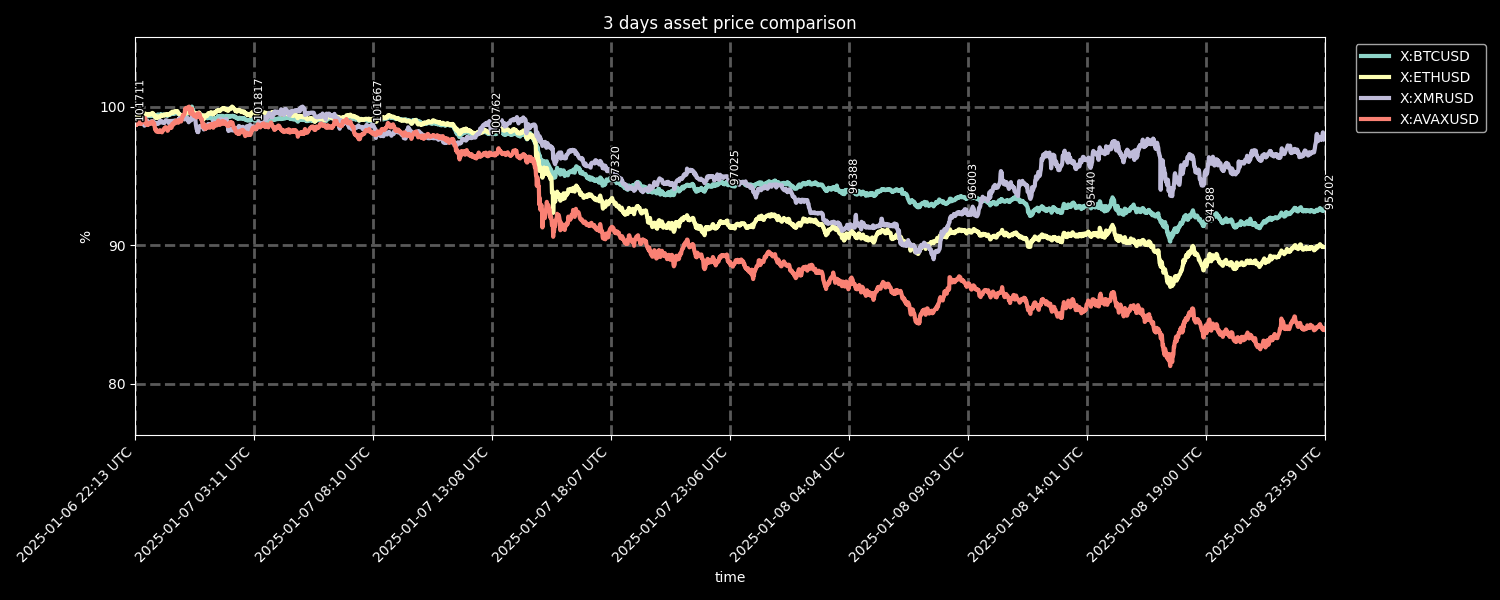 3 days asset price comparison
X:BTCUSD
X:ETHUSD
X:XMRUSD
X:AVAXUSD
%
100
90
80
101711
101817
101667
100762
97320
97025
96388
96003
95440
94288
95202
2025-01-06 22:13 UTC
2025-01-07 03:11 UTC
2025-01-07 08:10 UTC
2025-01-07 13:08 UTC
2025-01-07 18:07 UTC
2025-01-07 23:06 UTC
2025-01-08 04:04 UTC
2025-01-08 09:03 UTC
2025-01-08 14:01 UTC
2025-01-08 19:00 UTC
2025-01-08 23:59 UTC
time